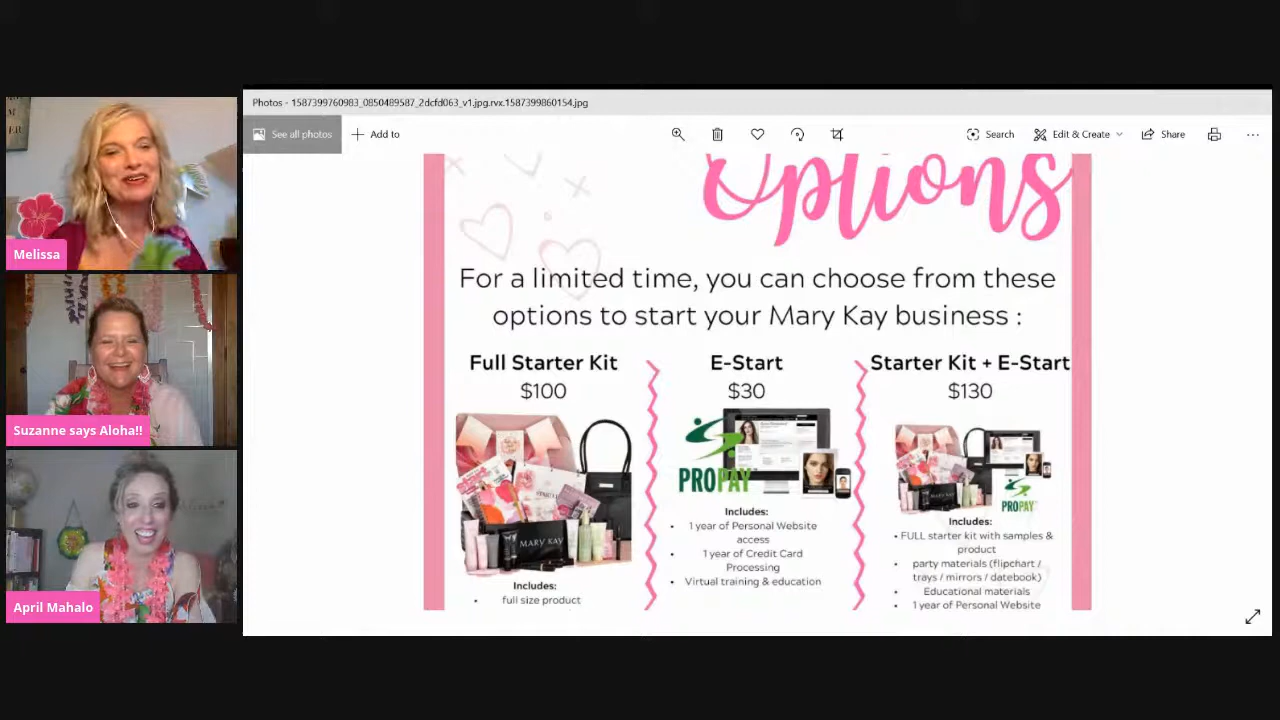 Photos - 1587399760983_0850489587_2dcfd063_v1.jpg.rvx.1587399860154.jpg
See all photos
Add to
Search
Edit & Create
Share
Options
For a limited time, you can choose from these
options to start your Mary Kay business :
Full Starter Kit
$100
MARY KAY
Includes:
• full size product
E-Start
$30
PROPAY
Includes:
• 1 year of Personal Website
access
• 1 year of Credit Card
Processing
• Virtual training & education
Starter Kit + E-Start
$130
PROPAY
Includes:
• FULL starter kit with samples &
product
• party materials (flipchart /
trays / mirrors / datebook)
• Educational materials
• 1 year of Personal Website
Melissa
Suzanne says Aloha!!
April Mahalo